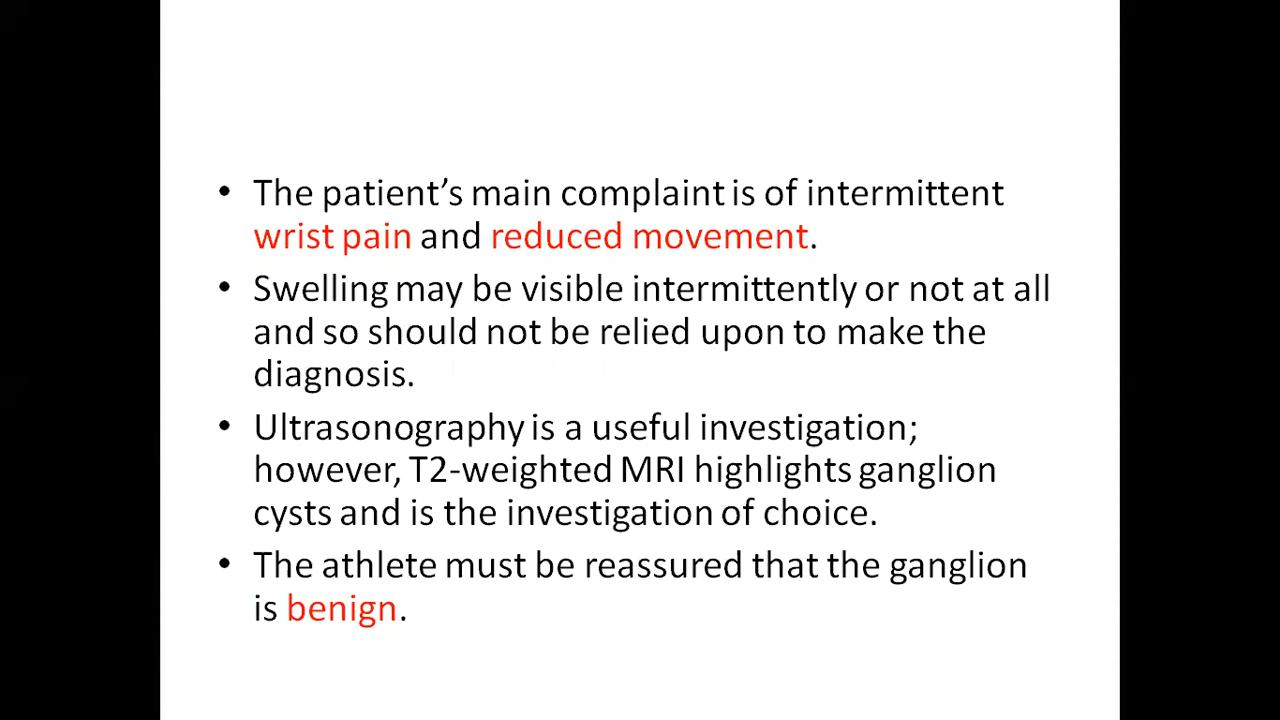 • The patient’s main complaint is of intermittent
wrist pain and reduced movement.
• Swelling may be visible intermittently or not at all
and so should not be relied upon to make the
diagnosis.
• Ultrasonography is a useful investigation;
however, T2-weighted MRI highlights ganglion
cysts and is the investigation of choice.
• The athlete must be reassured that the ganglion
is benign.